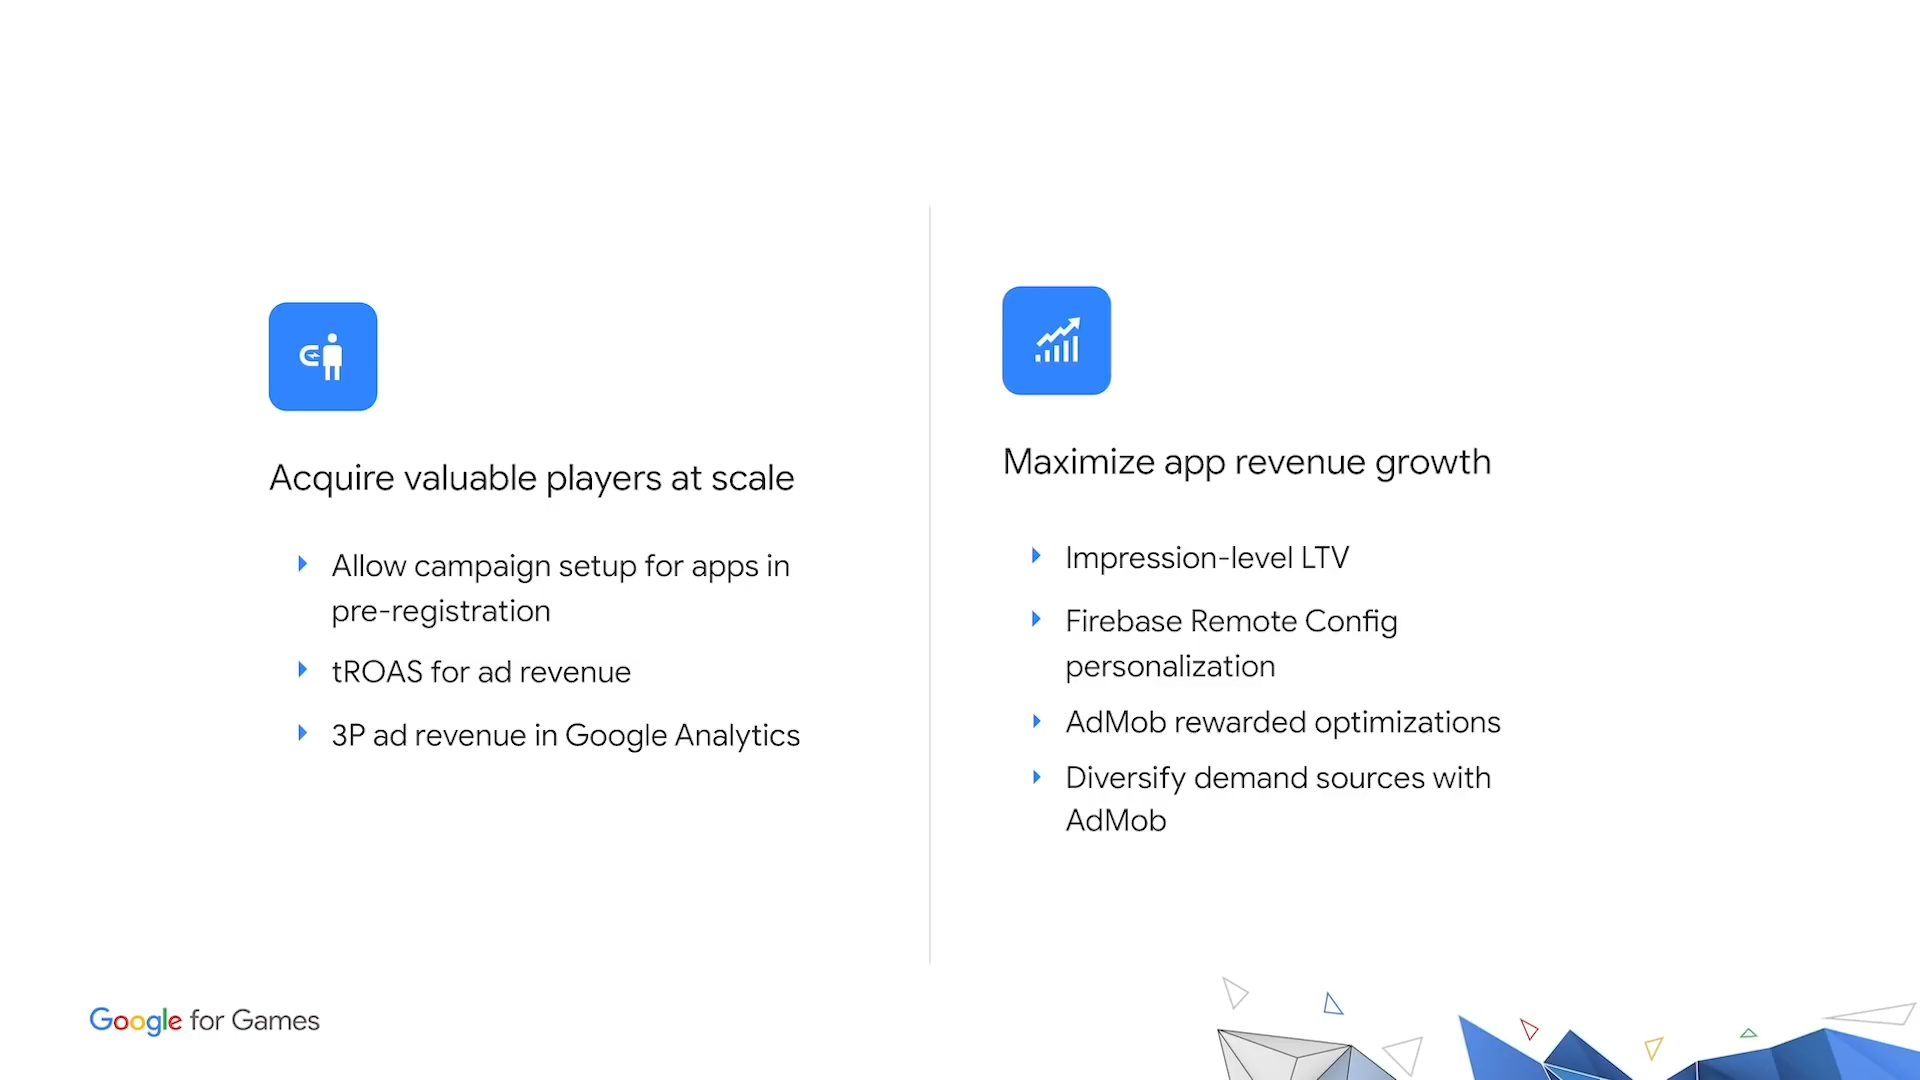 Acquire valuable players at scale
Allow campaign setup for apps in
pre-registration
tROAS for ad revenue
3P ad revenue in Google Analytics
Maximize app revenue growth
Impression-level LTV
Firebase Remote Config
personalization
AdMob rewarded optimizations
Diversify demand sources with
AdMob
Google for Games